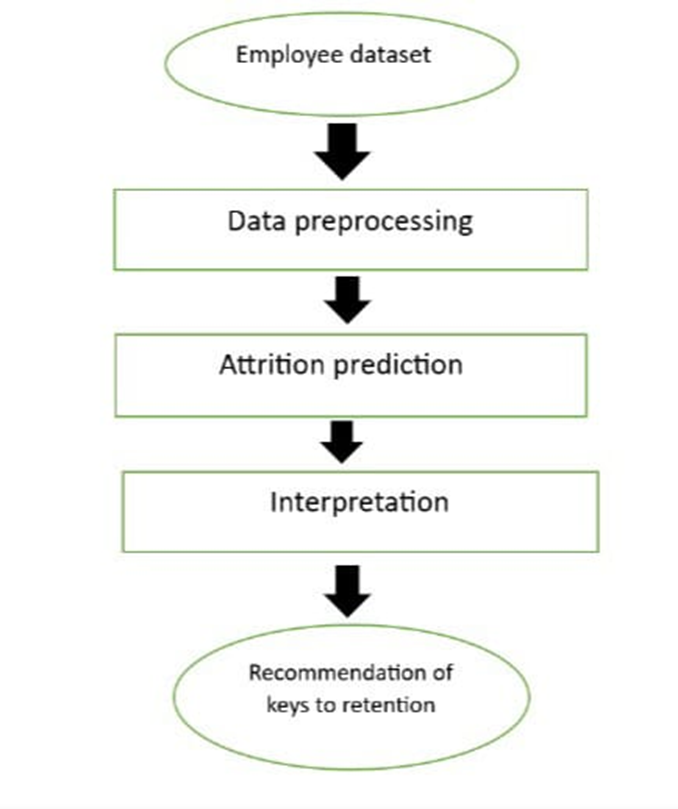 Employee dataset
Data preprocessing
Attrition prediction
Interpretation
Recommendation of
keys to retention